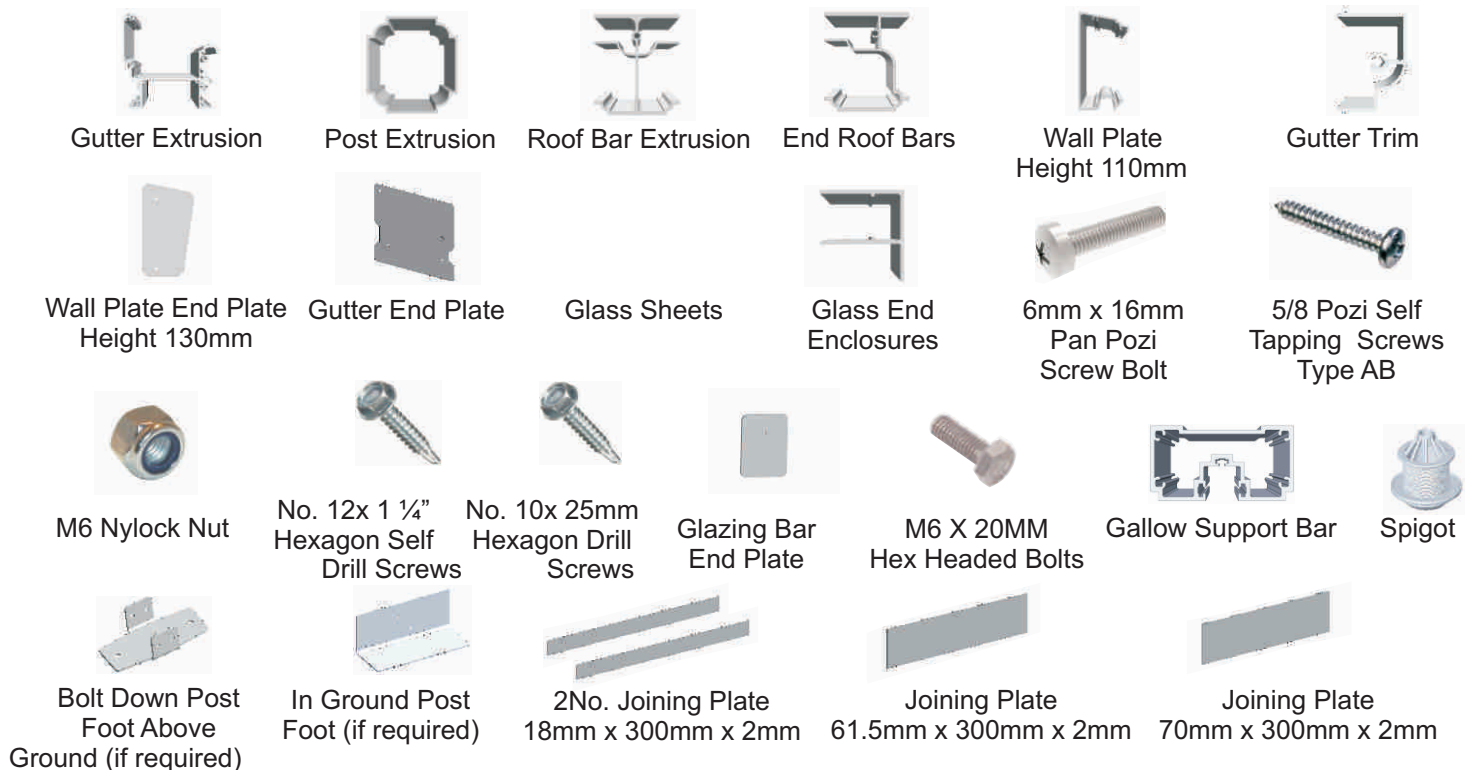 Gutter Extrusion
Post Extrusion
Roof Bar Extrusion
End Roof Bars
Wall Plate
Height 110mm
Gutter Trim
Wall Plate End Plate
Height 130mm
Gutter End Plate
Glass Sheets
Glass End
Enclosures
6mm x 16mm
Pan Pozi
Screw Bolt
5/8 Pozi Self
Tapping Screws
Type AB
M6 Nylock Nut
No. 12x 1 ¼”
Hexagon Self
Drill Screws
No. 10x 25mm
Hexagon Drill
Screws
Glazing Bar
End Plate
M6 X 20MM
Hex Headed Bolts
Gallow Support Bar
Spigot
Bolt Down Post
Foot Above
Ground (if required)
In Ground Post
Foot (if required)
2No. Joining Plate
18mm x 300mm x 2mm
Joining Plate
61.5mm x 300mm x 2mm
Joining Plate
70mm x 300mm x 2mm